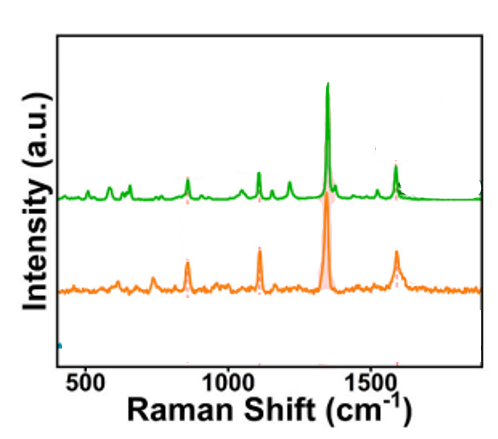 Intensity (a.u.)
500 1000 1500
Raman Shift (cm⁻¹)